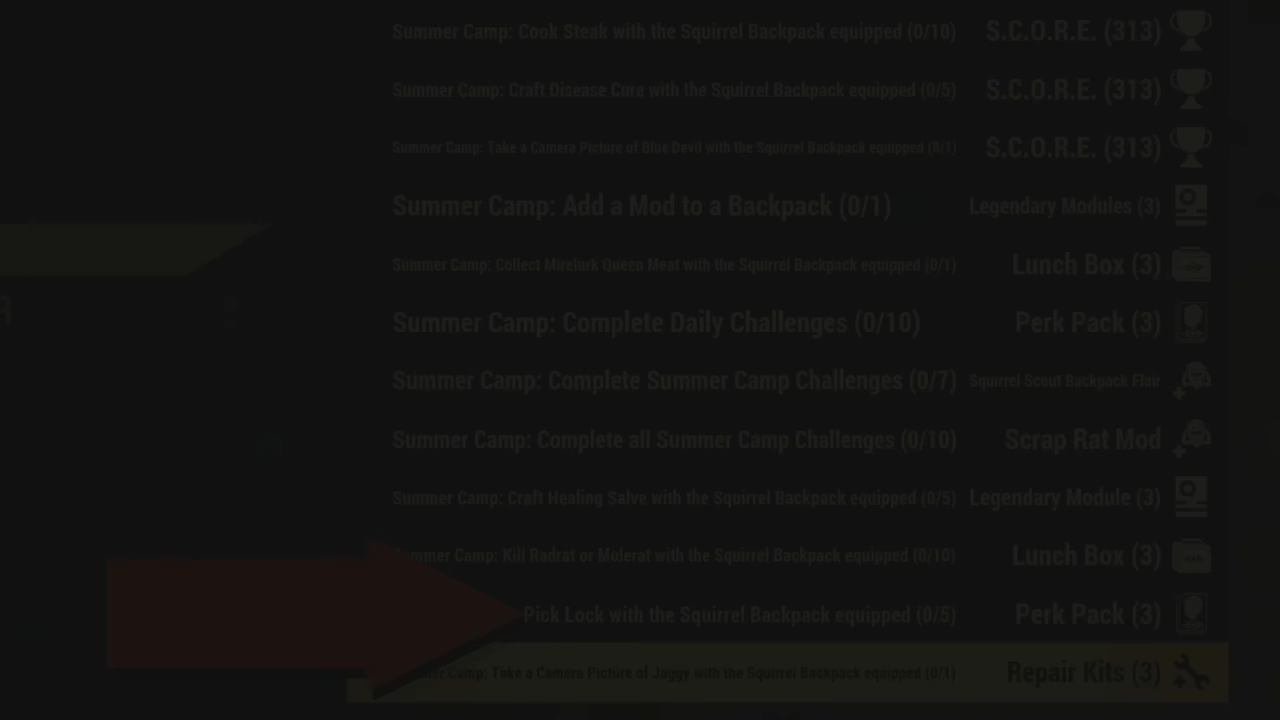 Summer Camp: Cook Steak with the Squirrel Backpack equipped (0/10) S.C.O.R.E. (313)
Summer Camp: Craft Disease Cure with the Squirrel Backpack equipped (0/5) S.C.O.R.E. (313)
Summer Camp: Take a Camera Picture of Blue Devil with the Squirrel Backpack equipped (0/1) S.C.O.R.E. (313)
Summer Camp: Add a Mod to a Backpack (0/1) Legendary Modules (3)
Summer Camp: Collect Mirelurk Queen Meat with the Squirrel Backpack equipped (0/1) Lunch Box (3)
Summer Camp: Complete Daily Challenges (0/10) Perk Pack (3)
Summer Camp: Complete Summer Camp Challenges (0/7) Squirrel Scout Backpack Flair
Summer Camp: Complete all Summer Camp Challenges (0/10) Scrap Rat Mod
Summer Camp: Craft Healing Salve with the Squirrel Backpack equipped (0/5) Legendary Module (3)
Camp: Kill Radrat or Molerat with the Squirrel Backpack equipped (0/10) Lunch Box (3)
Pick Lock with the Squirrel Backpack equipped (0/5) Perk Pack (3)
Camp: Take a Camera Picture of Jaggy with the Squirrel Backpack equipped (0/1) Repair Kits (3)